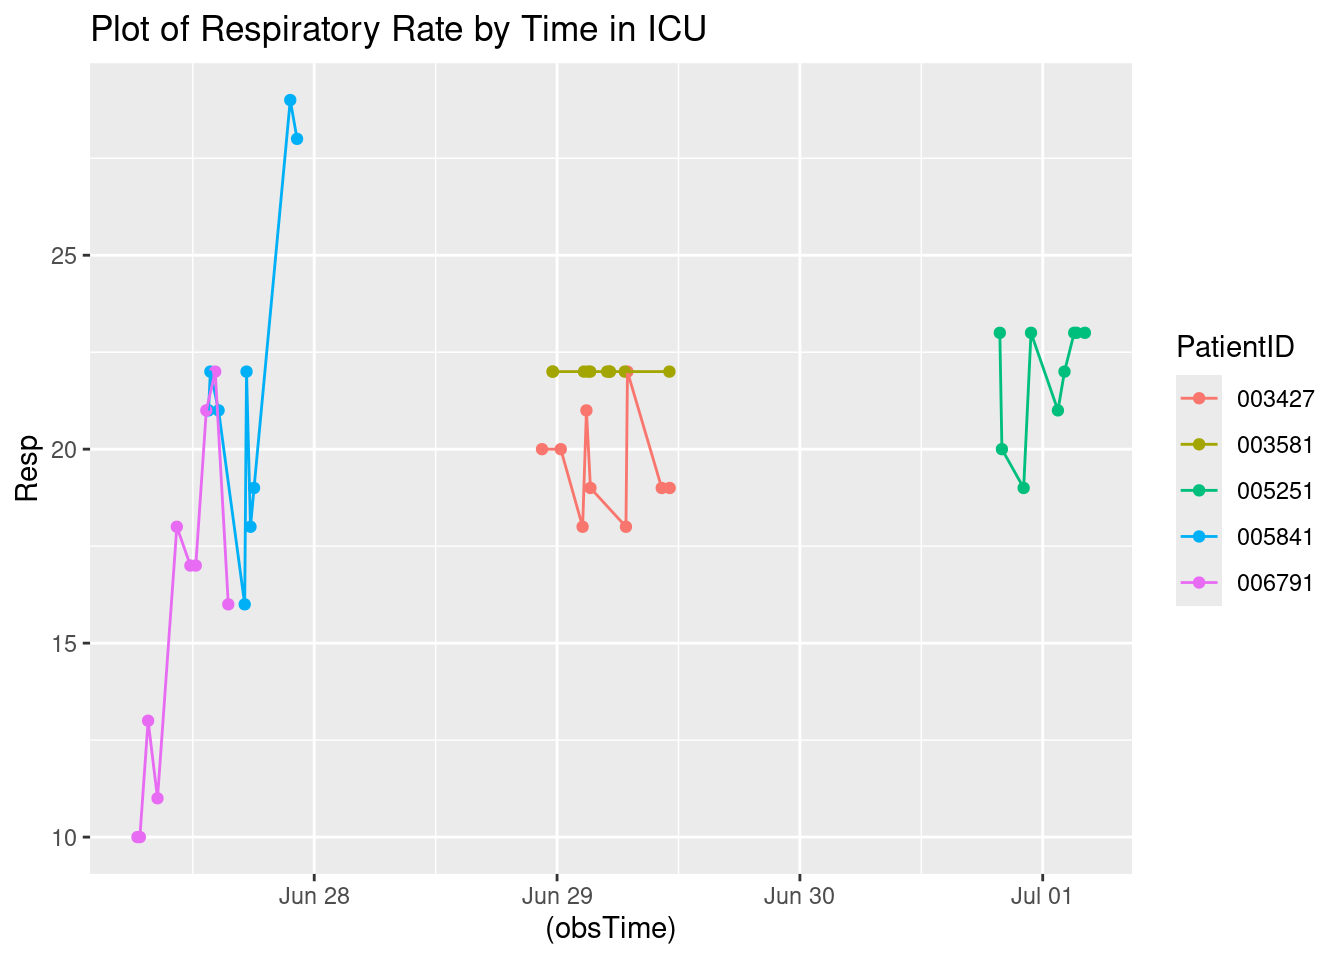 Plot of Respiratory Rate by Time in ICU
Resp
25
20
15
10
Jun 28
Jun 29
Jun 30
Jul 01
(obsTime)
PatientID
003427
003581
005251
005841
006791